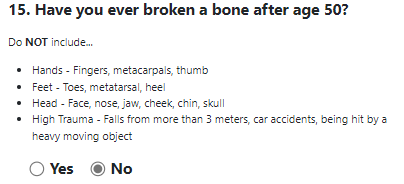 15. Have you ever broken a bone after age 50?
Do NOT include...
• Hands - Fingers, metacarpals, thumb
• Feet - Toes, metatarsal, heel
• Head - Face, nose, jaw, cheek, chin, skull
• High Trauma - Falls from more than 3 meters, car accidents, being hit by a
heavy moving object
Yes No